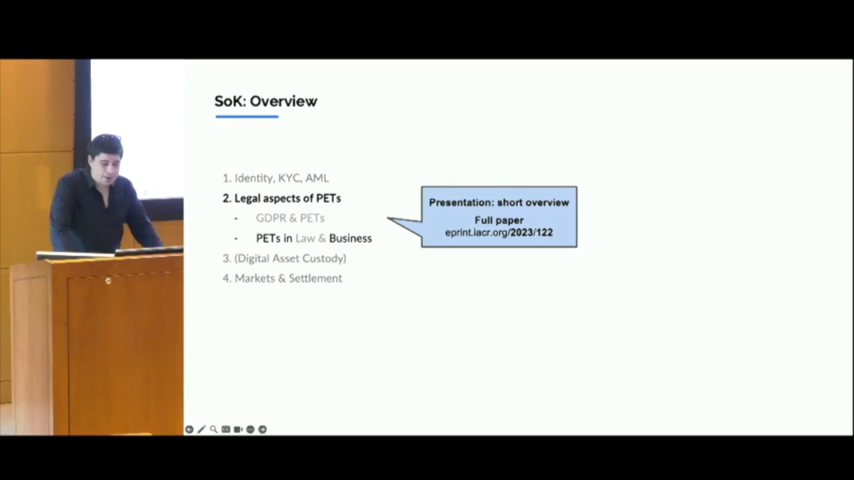 SoK: Overview
1. Identity, KYC, AML
2. Legal aspects of PETs
- GDPR & PETs
- PETs in Law & Business
3. (Digital Asset Custody)
4. Markets & Settlement
Presentation: short overview
Full paper
eprint.iacr.org/2023/122